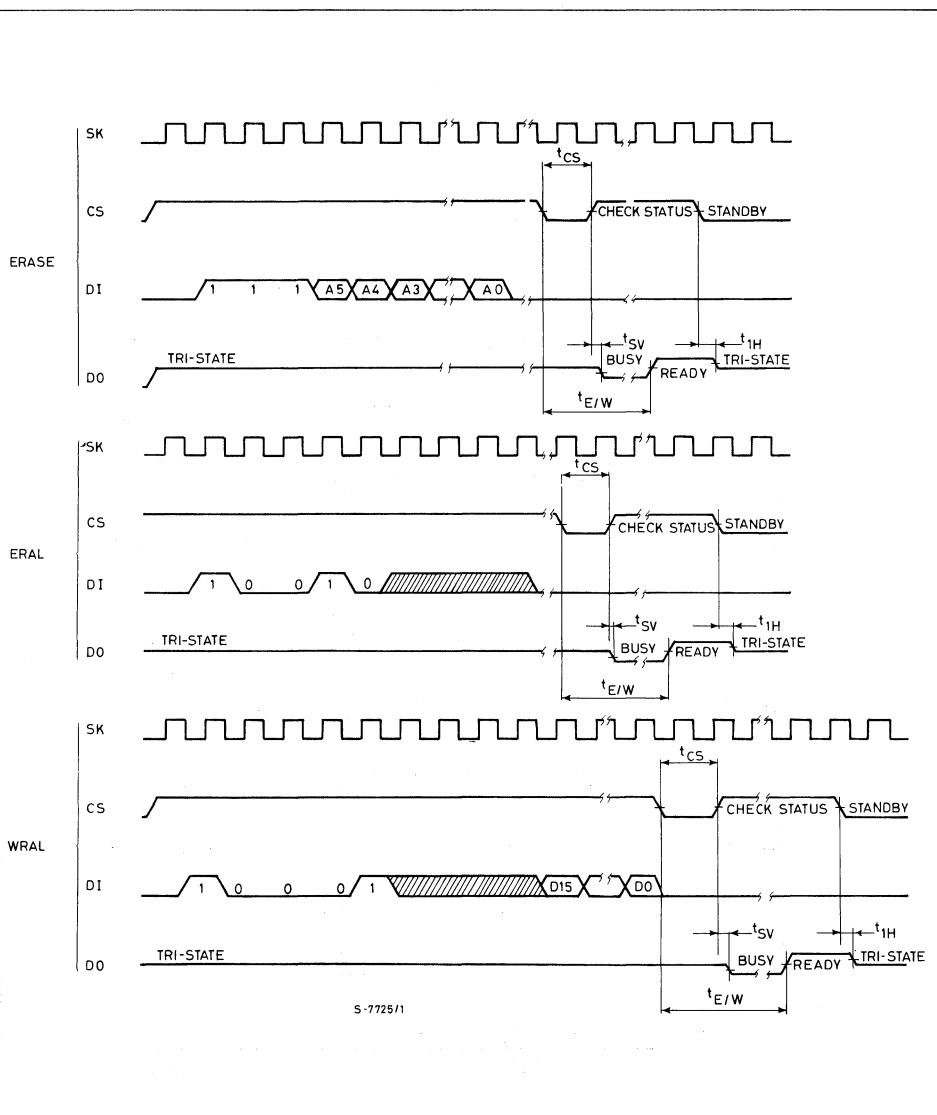 SK
tCS
CS
CHECK STATUS
STANDBY
ERASE
DI
1 1 1 A5 A4 A3 A0
tSV
t1H
TRI-STATE
BUSY
TRI-STATE
DO
READY
tE/W
SK
tCS
CS
CHECK STATUS
STANDBY
ERAL
DI
1 0 0 1 0
tSV
t1H
TRI-STATE
BUSY
READY
TRI-STATE
DO
tE/W
SK
tCS
CS
CHECK STATUS
STANDBY
WRAL
DI
1 0 0 0 1 D15 D0
tSV
t1H
TRI-STATE
BUSY
READY
TRI-STATE
DO
tE/W
S-7725/1